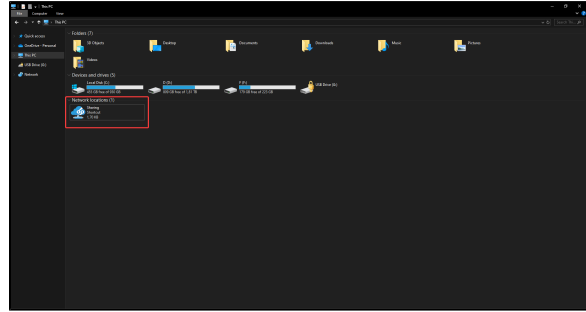 This PC
File Computer View
This PC
Search Th...
Quick access
OneDrive - Personal
This PC
USB Drive (G:)
Network
Folders (7)
3D Objects
Desktop
Documents
Downloads
Music
Pictures
Videos
Devices and drives (5)
Local Disk (C:)
D (D:)
F (F:)
USB Drive (G:)
Network locations (1)
Sharing
Shortcut